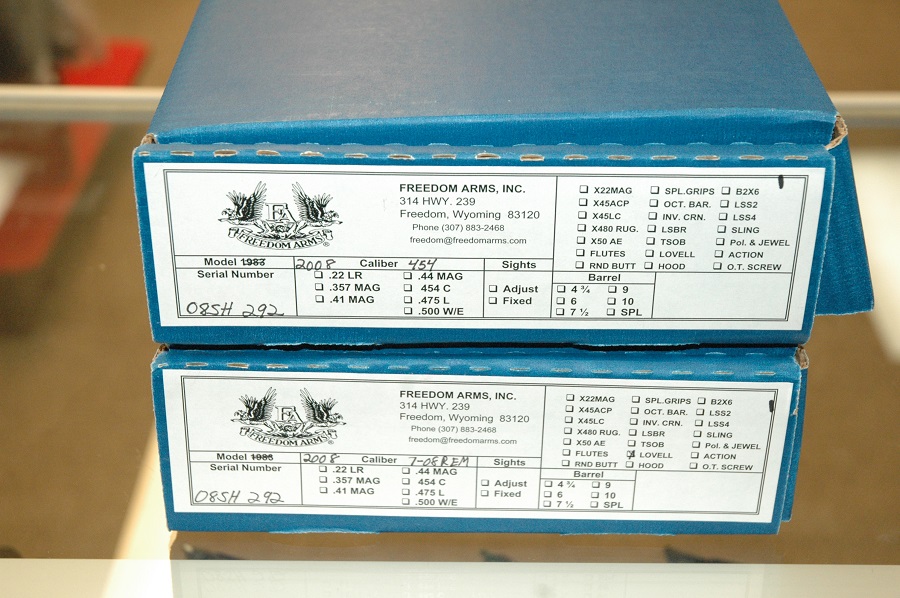 FREEDOM ARMS, INC.
314 HWY. 239
Freedom, Wyoming 83120
Phone (307) 883-2468
freedom@freedomarms.com
FA
FREEDOM ARMS
X22MAG SPL.GRIPS B2X6
X45ACP OCT. BAR. LSS2
X45LC INV. CRN. LSS4
X480 RUG. LSBR SLING
X50 AE TSOB Pol. & JEWEL
FLUTES LOVELL ACTION
RND BUTT HOOD O.T. SCREW
Model 1983 2008 Caliber 454 Sights Barrel
Serial Number .22 LR .44 MAG
.357 MAG 454 C Adjust 4 ¾ 9
.41 MAG .475 L Fixed 6 10
08SH 292 .500 W/E 7 ½ SPL
FREEDOM ARMS, INC.
314 HWY. 239
Freedom, Wyoming 83120
Phone (307) 883-2468
freedom@freedomarms.com
FA
FREEDOM ARMS
X22MAG SPL.GRIPS B2X6
X45ACP OCT. BAR. LSS2
X45LC INV. CRN. LSS4
X480 RUG. LSBR SLING
X50 AE TSOB Pol. & JEWEL
FLUTES LOVELL ACTION
RND BUTT HOOD O.T. SCREW
Model 1983 2008 Caliber 7-08REM Sights Barrel
Serial Number .22 LR .44 MAG
.357 MAG 454 C Adjust 4 ¾ 9
.41 MAG .475 L Fixed 6 10
08SH 292 .500 W/E 7 ½ SPL